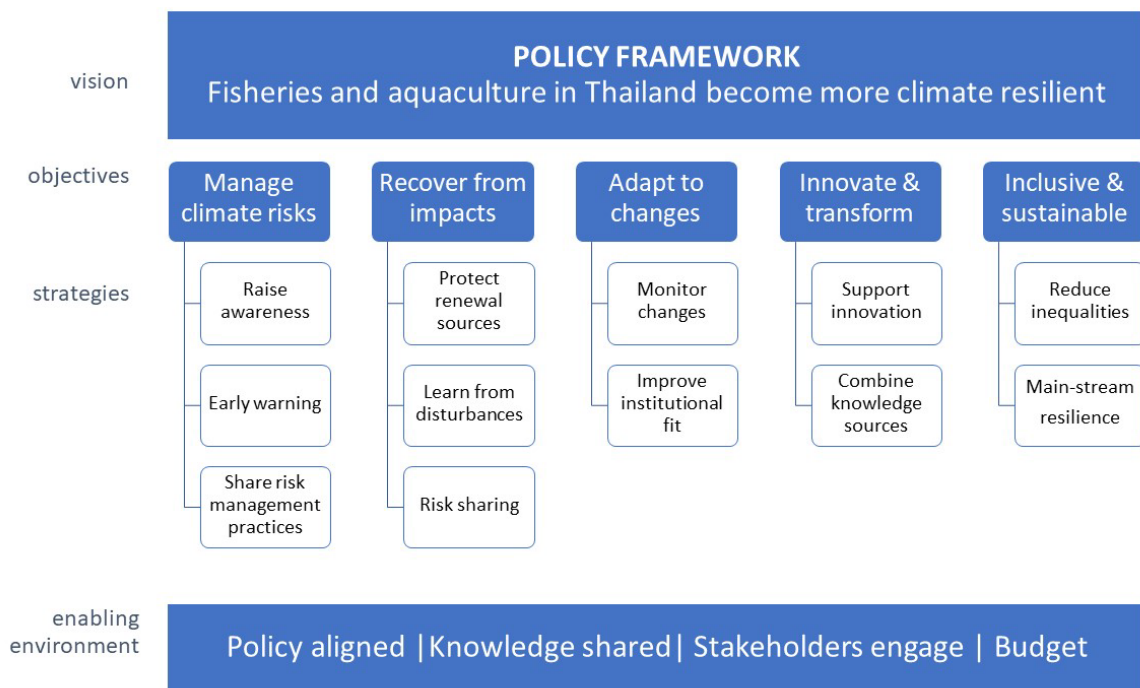 vision
POLICY FRAMEWORK
Fisheries and aquaculture in Thailand become more climate resilient
objectives
Manage
climate risks
Recover from
impacts
Adapt to
changes
Innovate &
transform
Inclusive &
sustainable
strategies
Raise
awareness
Early warning
Share risk
management
practices
Protect
renewal
sources
Learn from
disturbances
Risk sharing
Monitor
changes
Improve
institutional
fit
Support
innovation
Combine
knowledge
sources
Reduce
inequalities
Main-stream
resilience
enabling
environment
Policy aligned |Knowledge shared| Stakeholders engage | Budget